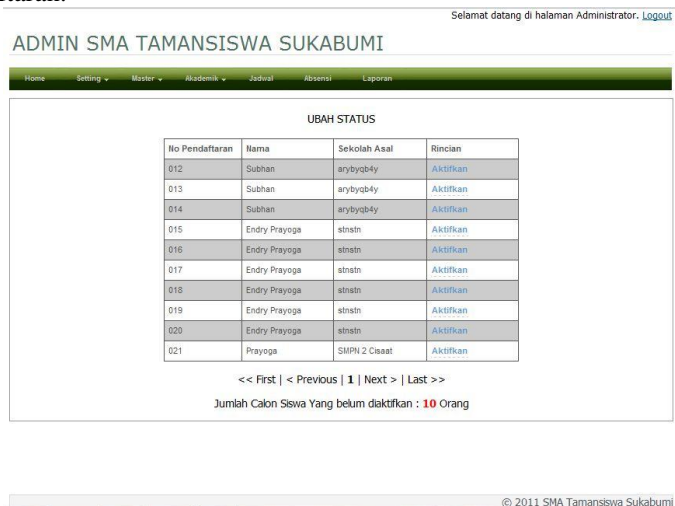 Selamat datang di halaman Administrator. Logout
ADMIN SMA TAMANSISWA SUKABUMI
Home Setting Master Akademik Jadwal Absensi Laporan
UBAH STATUS
No Pendaftaran Nama Sekolah Asal Rincian
012 Subhan arybyqb4y Aktifkan
013 Subhan arybyqb4y Aktifkan
014 Subhan arybyqb4y Aktifkan
015 Endry Prayoga stnstn Aktifkan
016 Endry Prayoga stnstn Aktifkan
017 Endry Prayoga stnstn Aktifkan
018 Endry Prayoga stnstn Aktifkan
019 Endry Prayoga stnstn Aktifkan
020 Endry Prayoga stnstn Aktifkan
021 Prayoga SMPN 2 Cisaat Aktifkan
<< First | < Previous | 1 | Next > | Last >>
Jumlah Calon Siswa Yang belum diaktifkan : 10 Orang
© 2011 SMA Tamansiswa Sukabumi